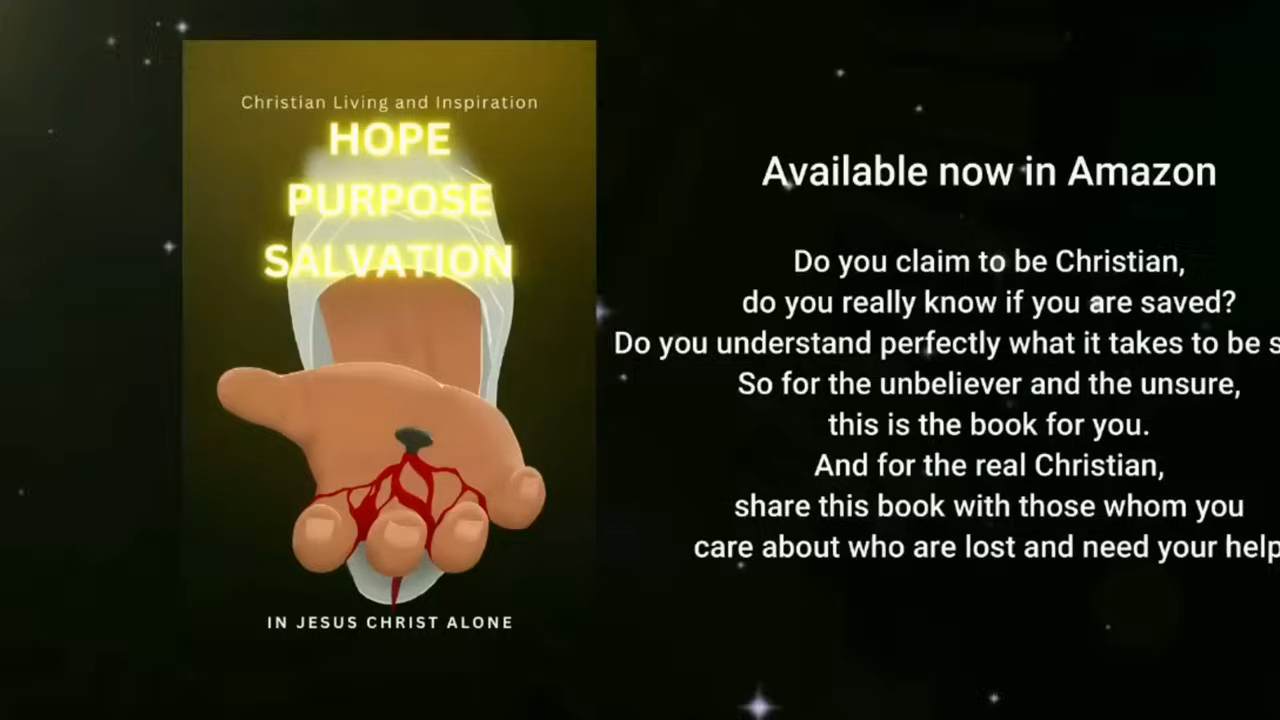 Christian Living and Inspiration
HOPE
PURPOSE
SALVATION
IN JESUS CHRIST ALONE
Available now in Amazon
Do you claim to be Christian,
do you really know if you are saved?
Do you understand perfectly what it takes to be
So for the unbeliever and the unsure,
this is the book for you.
And for the real Christian,
share this book with those whom you
care about who are lost and need your help